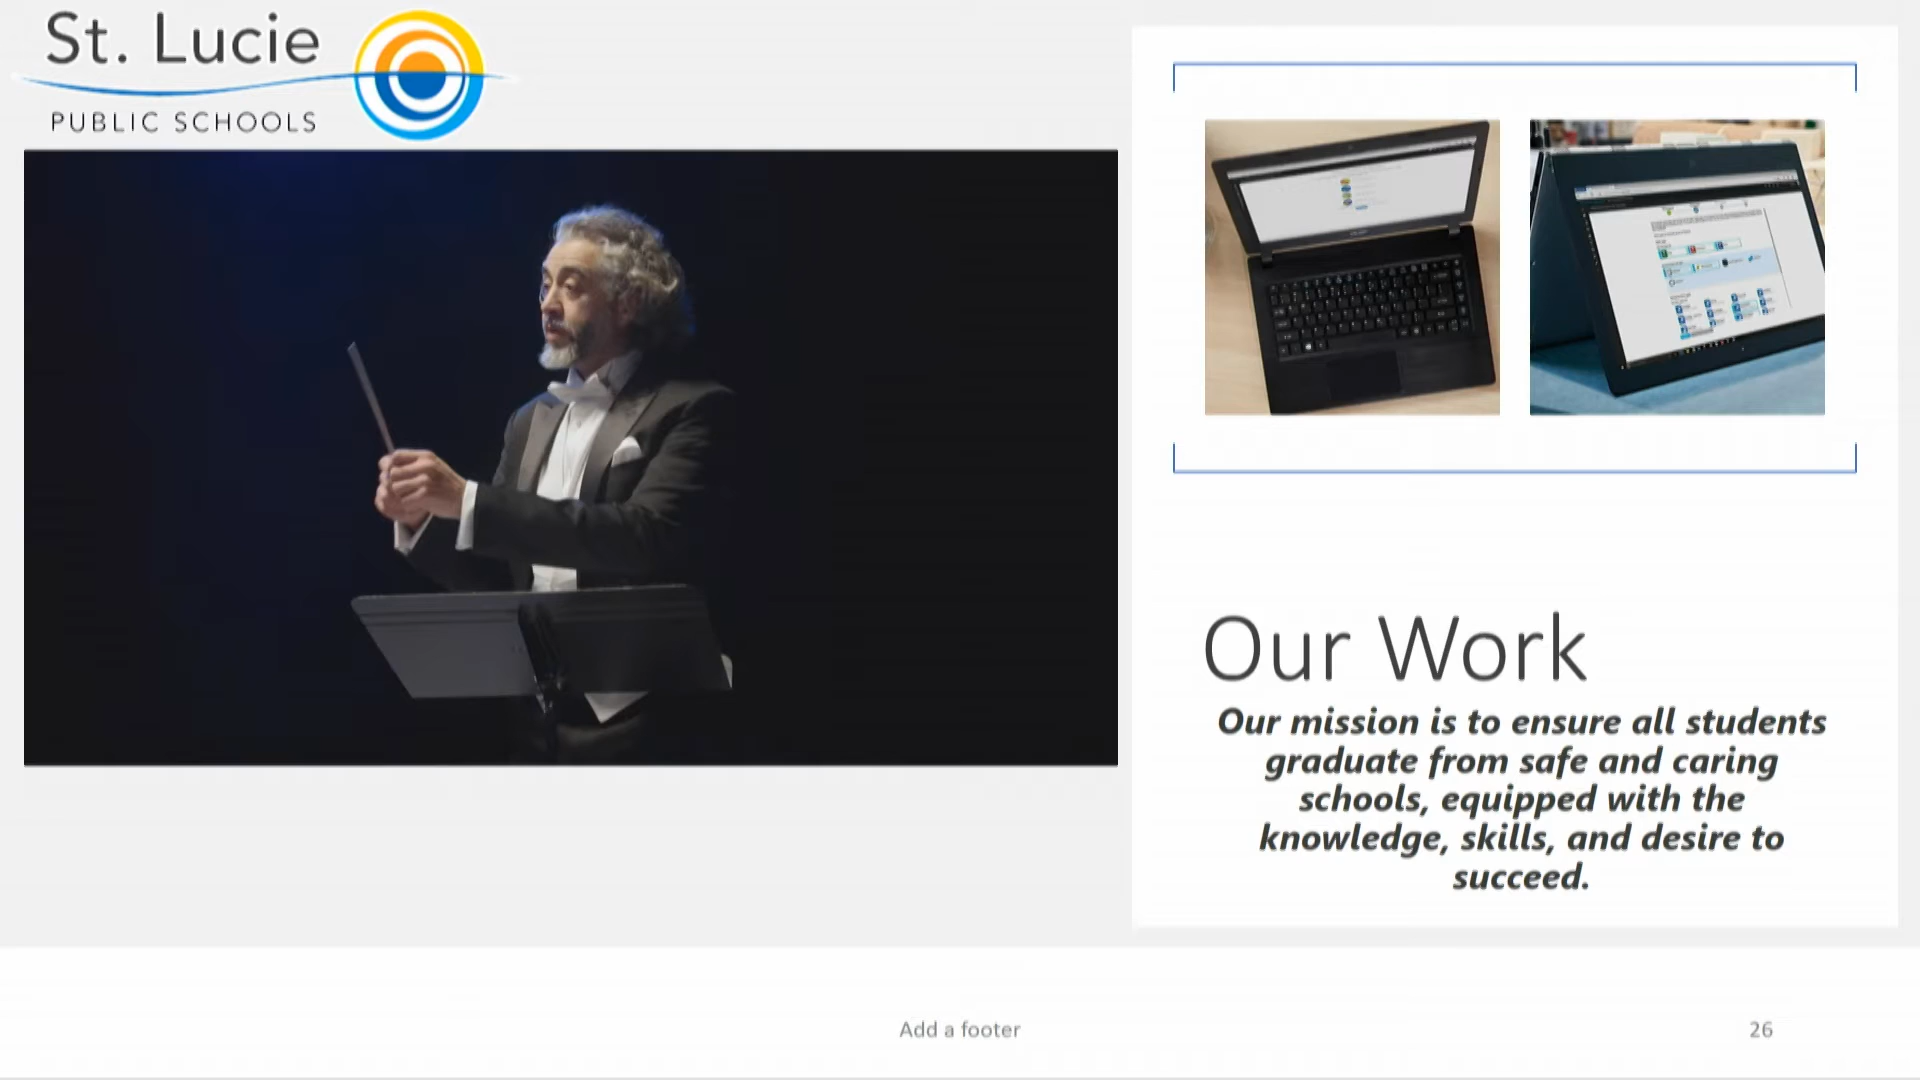 St. Lucie
PUBLIC SCHOOLS
Our Work
Our mission is to ensure all students
graduate from safe and caring
schools, equipped with the
knowledge, skills, and desire to
succeed.
Add a footer
26